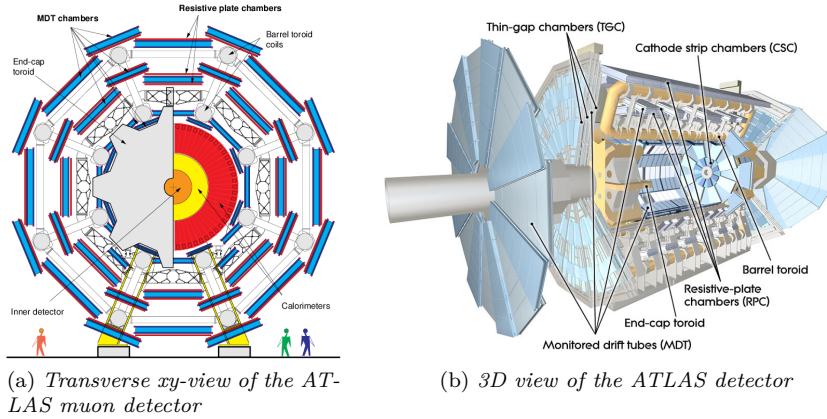 MDT chambers
Resistive plate chambers
Barrel toroid
coils
End-cap
toroid
Inner detector
Calorimeters
(a) Transverse xy-view of the AT-
LAS muon detector
Thin-gap chambers (TGC)
Cathode strip chambers (CSC)
Barrel toroid
Resistive-plate
chambers (RPC)
End-cap toroid
Monitored drift tubes (MDT)
(b) 3D view of the ATLAS detector